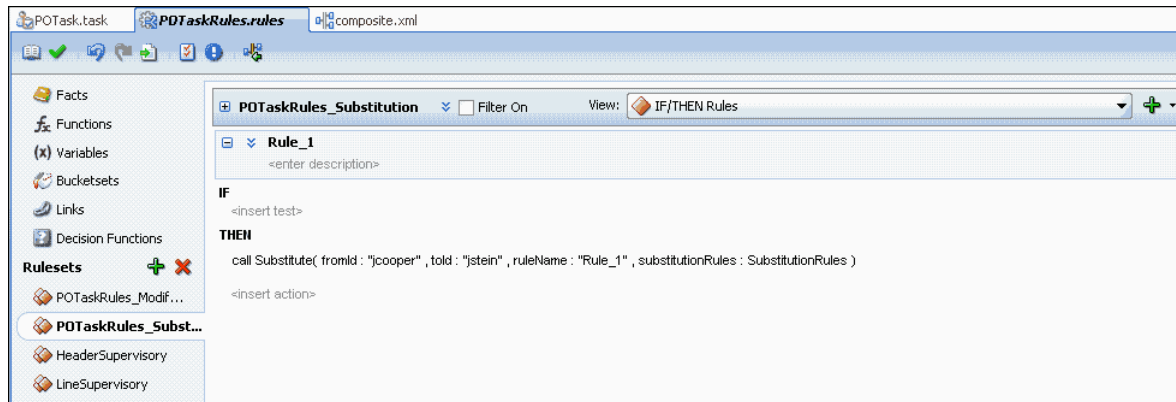 POTask.task
POTaskRules.rules
composite.xml
Facts
Functions
(x) Variables
Bucketsets
Links
Decision Functions
Rulesets
POTaskRules_Modif...
POTaskRules_Subst...
HeaderSupervisory
LineSupervisory
POTaskRules_Substitution
Filter On
View: IF/THEN Rules
Rule_1
<enter description>
IF
<insert test>
THEN
call Substitute( fromId : "jcooper" , toId : "jstein" , ruleName : "Rule_1" , substitutionRules : SubstitutionRules )
<insert action>